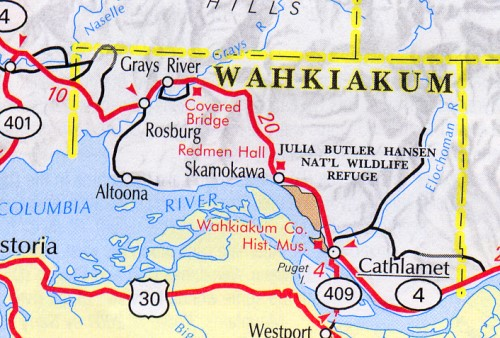 4
HILLS
Naselle
R
Grays R
Grays River
WAHKIAKUM
10
401
Covered
Bridge
Rosburg
20
Redmen Hall
Skamokawa
JULIA BUTLER HANSEN
NAT'L WILDLIFE
REFUGE
Elochoman R
Altoona
COLUMBIA RIVER
Wahkiakum Co.
Hist. Mus.
storia
Puget
I.
4
Cathlamet
2
30
409
4
Big
Westport